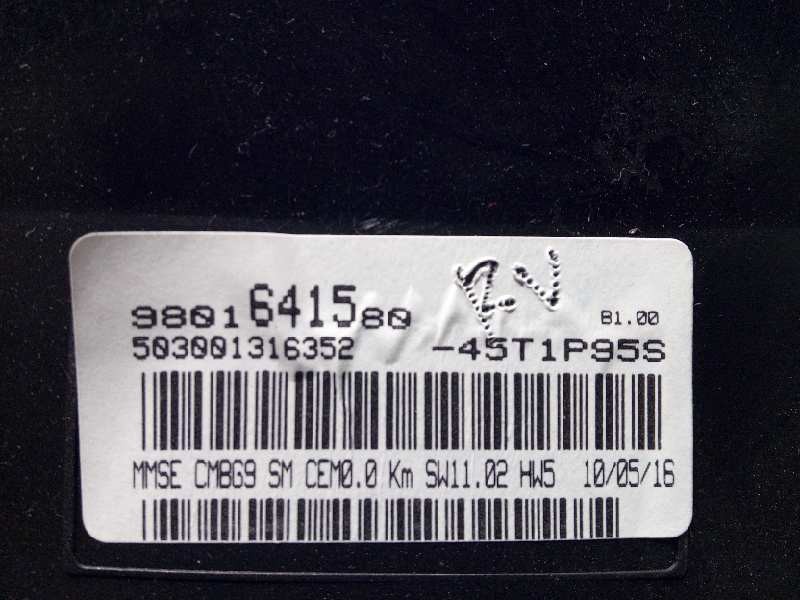 9801641580 B1.00
503001316352 -45T1P95S
MMSE CMBG9 SM CEM0.0 Km SW11.02 HW5 10/05/16